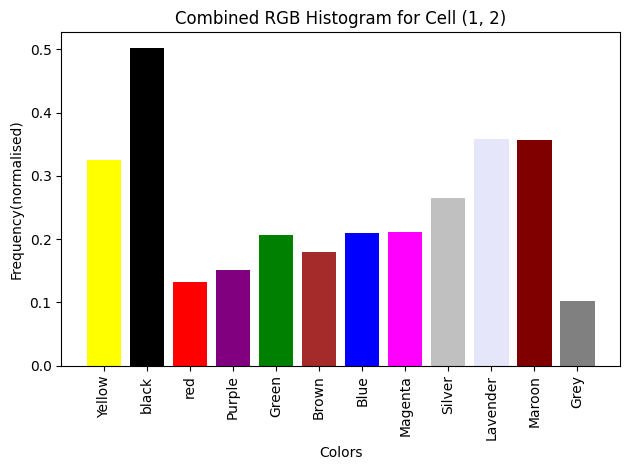 Combined RGB Histogram for Cell (1, 2)
Frequency(normalised)
0.5
0.4
0.3
0.2
0.1
0.0
Yellow
black
red
Purple
Green
Brown
Blue
Magenta
Silver
Lavender
Maroon
Grey
Colors